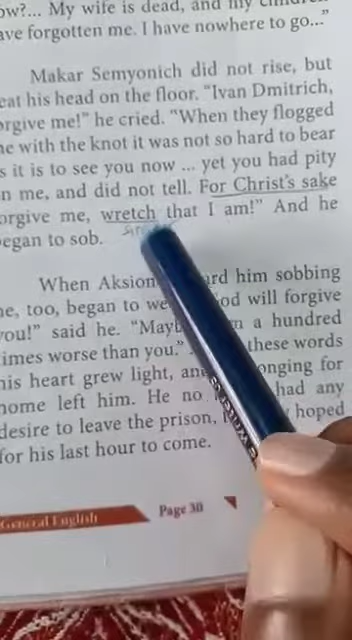 ow?... My wife is dead, and my
ave forgotten me. I have nowhere to go..."
Makar Semyonich did not rise, but
eat his head on the floor. "Ivan Dmitrich,
orgive me!" he cried. "When they flogged
me with the knot it was not so hard to bear
s it is to see you now ... yet you had pity
n me, and did not tell. For Christ's sake
orgive me, wretch that I am!" And he
egan to sob.
When Aksion ard him sobbing
he, too, began to we God will forgive
you!" said he. "Mayb m a hundred
imes worse than you." these words
his heart grew light, an onging for
home left him. He no had any
desire to leave the prison, hoped
for his last hour to come.
General English
Page 30